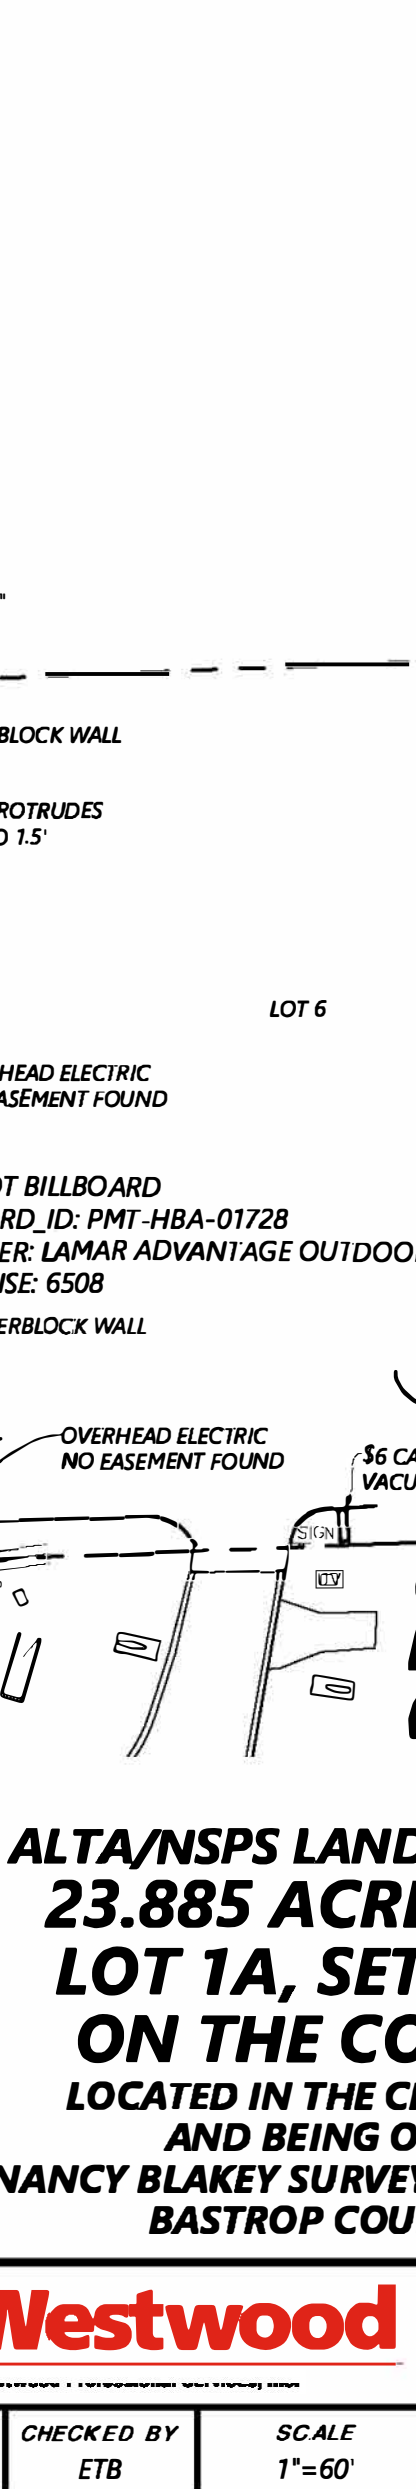 "
BLOCK WALL
ROTRUDES
O 1.5'
LOT 6
HEAD ELECTRIC
ASEMENT FOUND
OT BILLBOARD
RD_ID: PMT-HBA-01728
ER: LAMAR ADVANTAGE OUTDOO
SE: 6508
ERBLOCK WALL
OVERHEAD ELECTRIC
NO EASEMENT FOUND
$6 CA
VACU
SIGN
UV
ALTA/NSPS LAND
23.885 ACRE
LOT 1A, SET
ON THE CO
LOCATED IN THE CI
AND BEING O
NANCY BLAKEY SURVEY
BASTROP COU
Westwood
CHECKED BY
SCALE
ETB
1"=60'